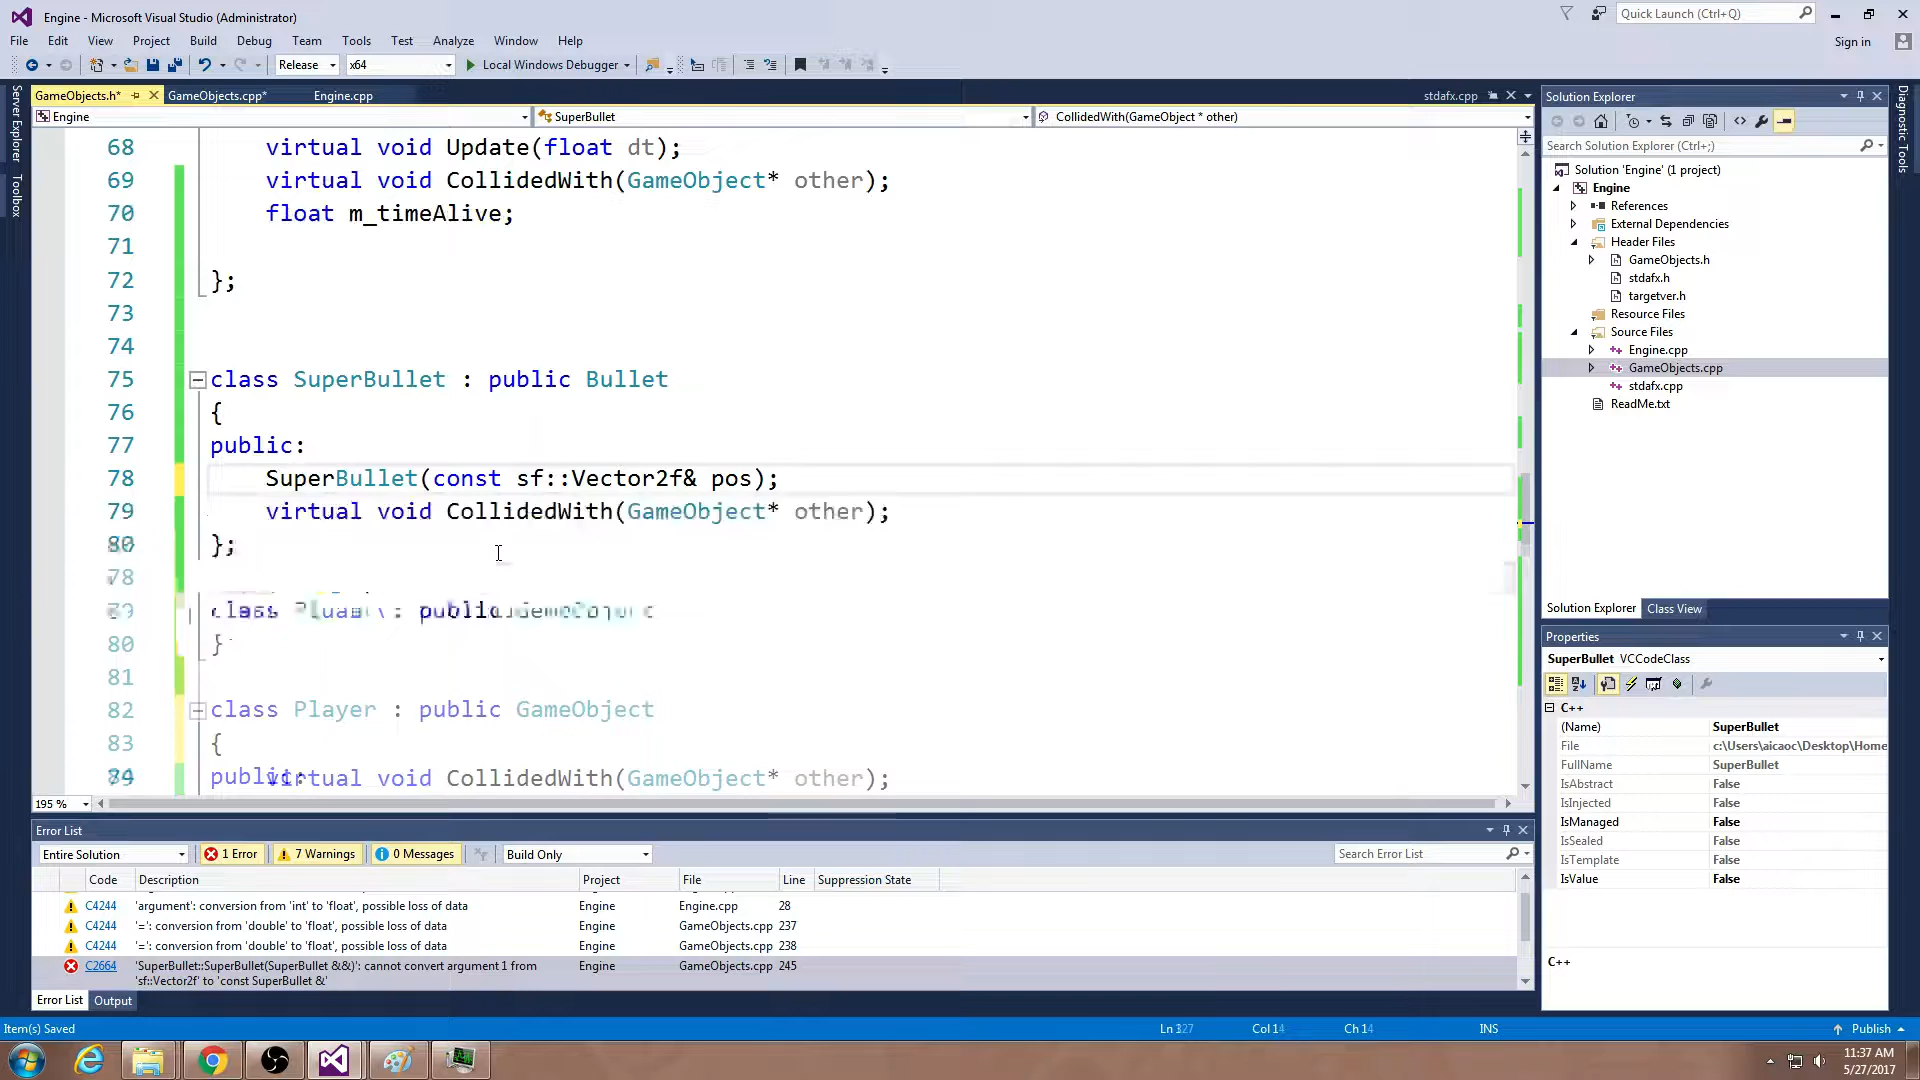 Engine - Microsoft Visual Studio (Administrator)
Quick Launch (Ctrl+Q)
File Edit View Project Build Debug Team Tools Test Analyze Window Help
Sign in
Release x64 Local Windows Debugger
GameObjects.h* GameObjects.cpp* Engine.cpp stdafx.cpp
Engine SuperBullet CollidedWith(GameObject * other)
Server Explorer
Toolbox
68 virtual void Update(float dt);
69 virtual void CollidedWith(GameObject* other);
70 float m_timeAlive;
71
72 };
73
74
75 class SuperBullet : public Bullet
76 {
77 public:
78 SuperBullet(const sf::Vector2f& pos);
79 virtual void CollidedWith(GameObject* other);
80 };
78
79 class : public
80 }
81
82 class Player : public GameObject
83 {
virtual void CollidedWith(GameObject* other);
195 %
Solution Explorer
Search Solution Explorer (Ctrl+;)
Solution 'Engine' (1 project)
Engine
References
External Dependencies
Header Files
GameObjects.h
stdafx.h
targetver.h
Resource Files
Source Files
Engine.cpp
GameObjects.cpp
stdafx.cpp
ReadMe.txt
Solution Explorer Class View
Diagnostic Tools
Properties
SuperBullet VCCodeClass
C++
(Name) SuperBullet
File c:\Users\aicaoc\Desktop\Home
FullName SuperBullet
IsAbstract False
IsInjected False
IsManaged False
IsSealed False
IsTemplate False
IsValue False
C++
Error List
Entire Solution 1 Error 7 Warnings 0 Messages Build Only Search Error List
Code Description Project File Line Suppression State
C4244 'argument': conversion from 'int' to 'float', possible loss of data Engine Engine.cpp 28
C4244 '=': conversion from 'double' to 'float', possible loss of data Engine GameObjects.cpp 237
C4244 '=': conversion from 'double' to 'float', possible loss of data Engine GameObjects.cpp 238
C2664 'SuperBullet::SuperBullet(SuperBullet &&)': cannot convert argument 1 from Engine GameObjects.cpp 245
'sf::Vector2f' to 'const SuperBullet &'
Error List Output
Item(s) Saved Ln Col 14 Ch 14 INS Publish
11:37 AM
5/27/2017